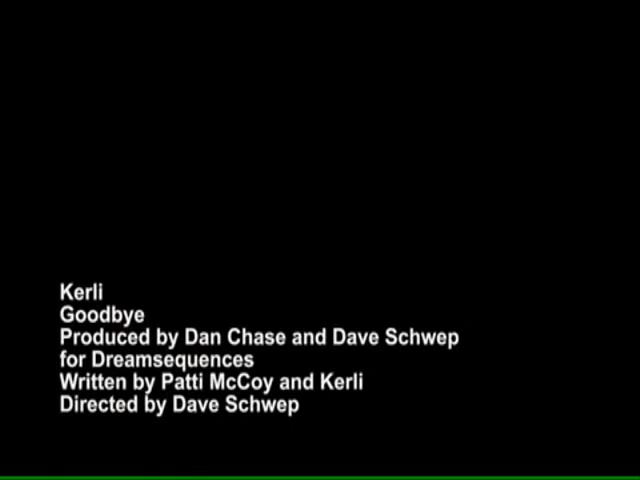 Kerli
Goodbye
Produced by Dan Chase and Dave Schwep
for Dreamsequences
Written by Patti McCoy and Kerli
Directed by Dave Schwep